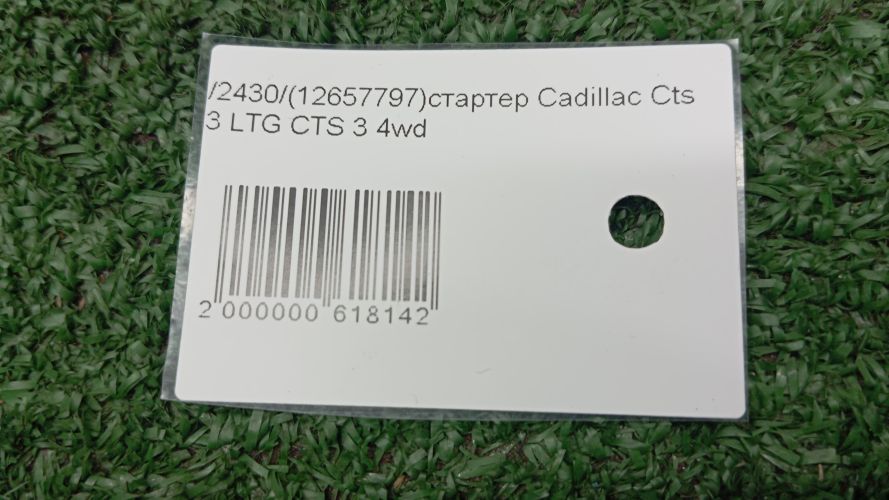 /2430/(12657797)стартер Cadillac Cts
3 LTG CTS 3 4wd
2 000000 618142